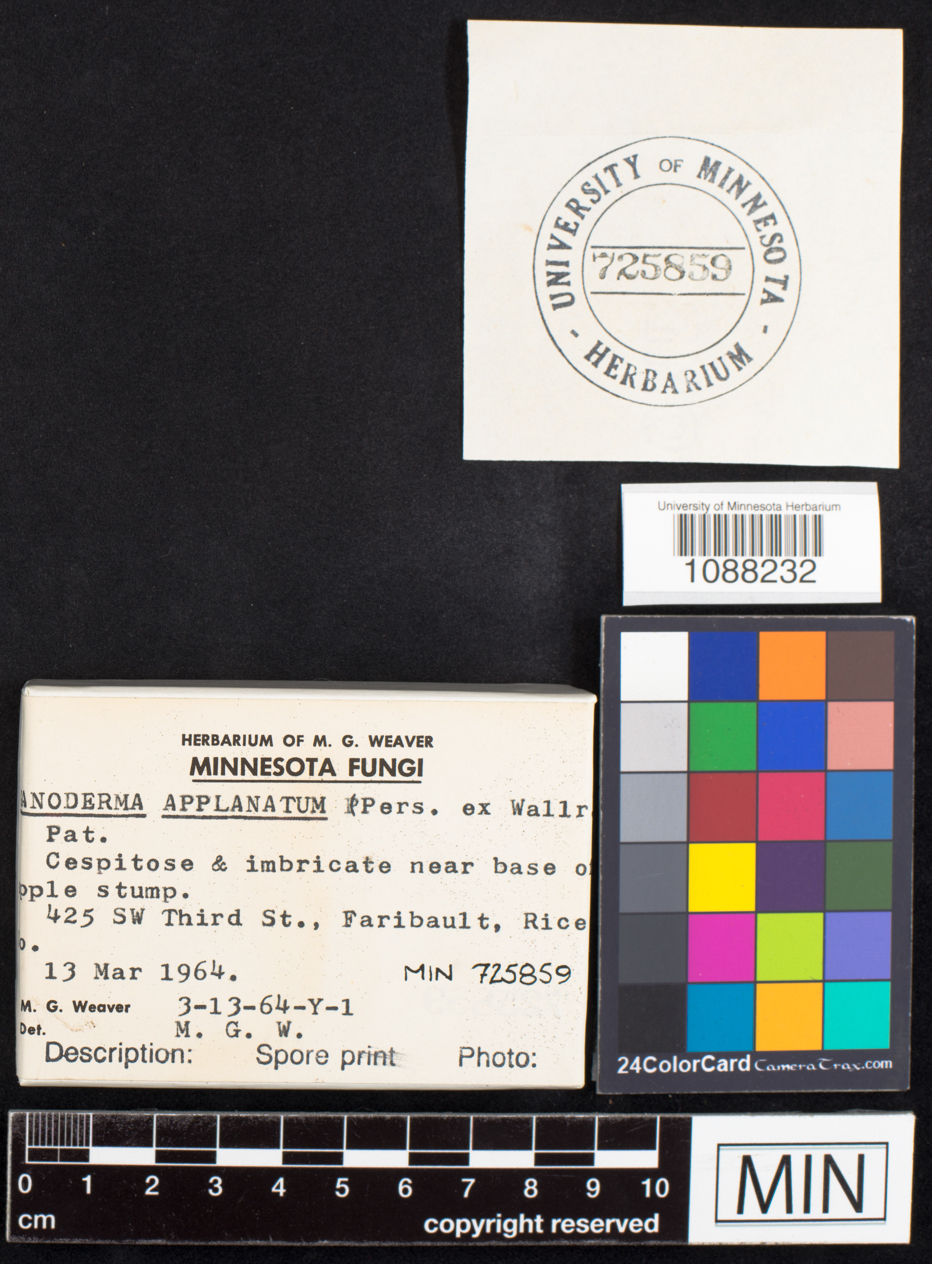 UNIVERSITY OF MINNESOTA
725859
- HERBARIUM -
University of Minnesota Herbarium
1088232
HERBARIUM OF M. G. WEAVER
MINNESOTA FUNGI
ANODERMA APPLANATUM (Pers. ex Wallr.
Pat.
Cespitose & imbricate near base of
pple stump.
425 SW Third St., Faribault, Rice
o.
13 Mar 1964. MIN 725859
M. G. Weaver 3-13-64-Y-1
Det. M. G. W.
Description: Spore print Photo:
24ColorCard CameraTrax.com
0 1 2 3 4 5 6 7 8 9 10
cm copyright reserved
MIN